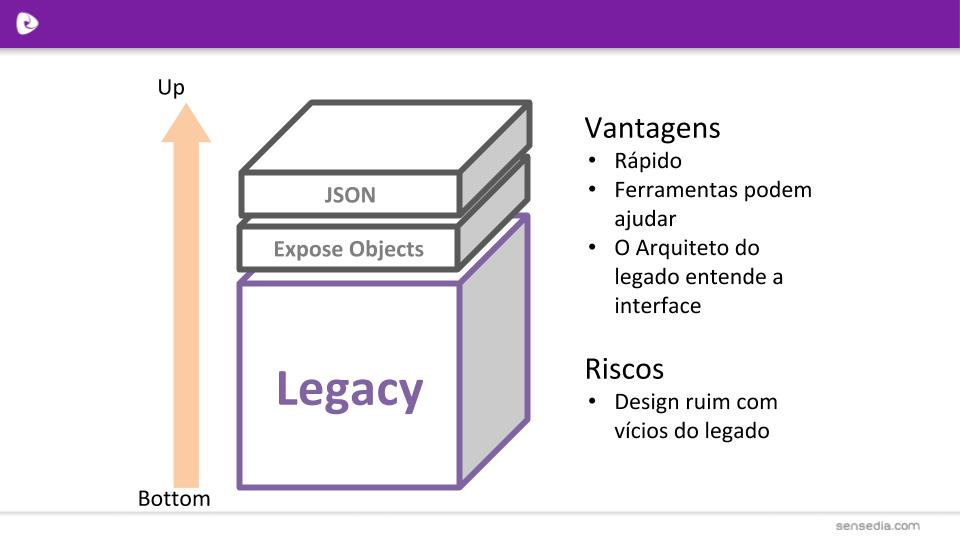 Up
JSON
Expose Objects
Legacy
Bottom
Vantagens
• Rápido
• Ferramentas podem
ajudar
• O Arquiteto do
legado entende a
interface
Riscos
• Design ruim com
vícios do legado
sensedia.com